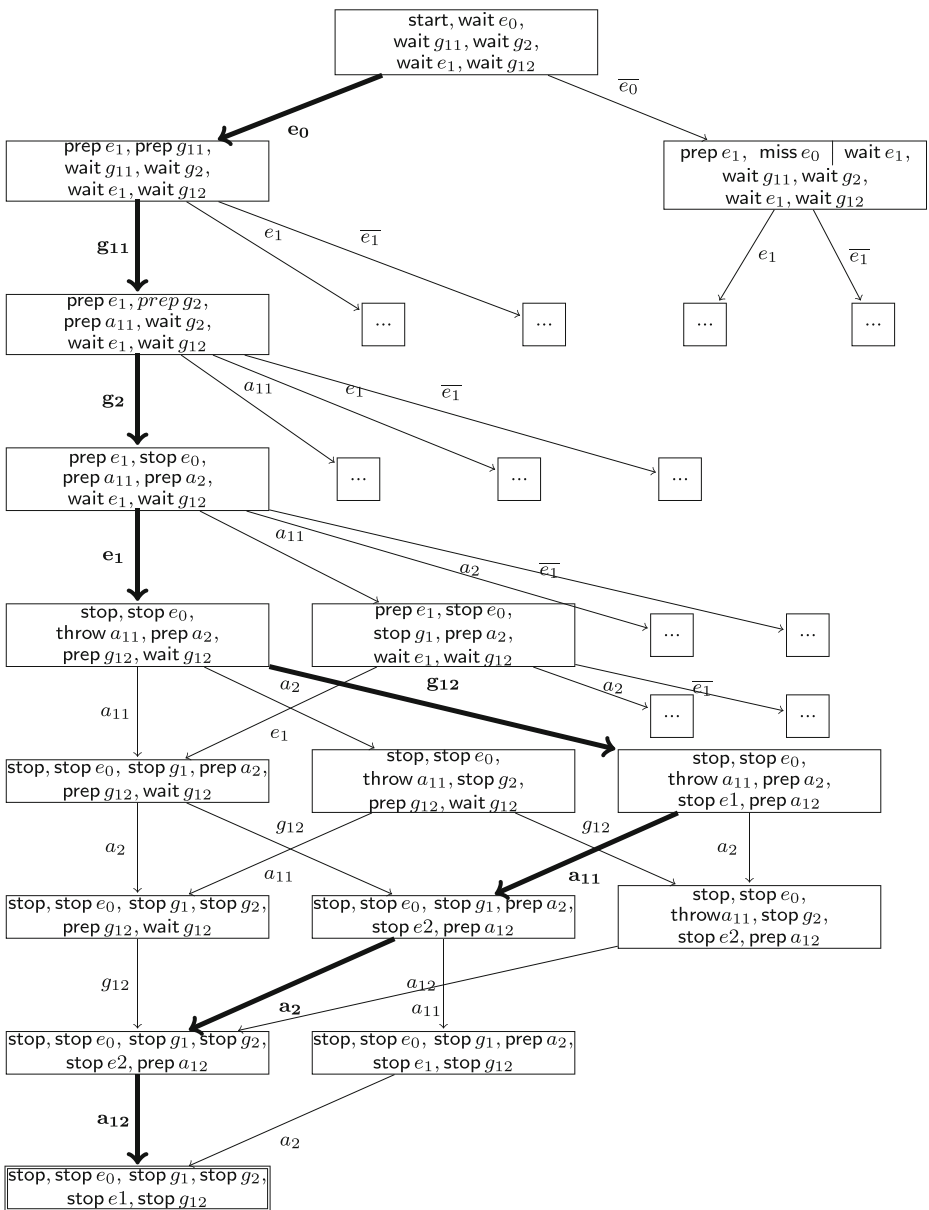 start, wait e₀,
wait g₁₁, wait g₂,
wait e₁, wait g₁₂
e̅₀̅
e₀
prep e₁, prep g₁₁,
wait g₁₁, wait g₂,
wait e₁, wait g₁₂
prep e₁, miss e₀ | wait e₁,
wait g₁₁, wait g₂,
wait e₁, wait g₁₂
g₁₁
e₁
e̅₁̅
e₁
e̅₁̅
prep e₁, prep g₂,
prep a₁₁, wait g₂,
wait e₁, wait g₁₂
...
...
...
...
g₂
a₁₁
e₁
e̅₁̅
prep e₁, stop e₀,
prep a₁₁, prep a₂,
wait e₁, wait g₁₂
...
...
...
e₁
a₁₁
a₂
e̅₁̅
stop, stop e₀,
throw a₁₁, prep a₂,
prep g₁₂, wait g₁₂
prep e₁, stop e₀,
stop g₁, prep a₂,
wait e₁, wait g₁₂
...
...
a₁₁
a₂
e₁
g₁₂
a₂
e̅₁̅
...
...
stop, stop e₀, stop g₁, prep a₂,
prep g₁₂, wait g₁₂
stop, stop e₀,
throw a₁₁, stop g₂,
prep g₁₂, wait g₁₂
stop, stop e₀,
throw a₁₁, prep a₂,
stop e1, prep a₁₂
a₂
g₁₂
a₁₁
g₁₂
a₁₁
a₂
stop, stop e₀, stop g₁, stop g₂,
prep g₁₂, wait g₁₂
stop, stop e₀, stop g₁, prep a₂,
stop e2, prep a₁₂
stop, stop e₀,
throwa₁₁, stop g₂,
stop e2, prep a₁₂
g₁₂
a₂
a₁₂
a₁₁
stop, stop e₀, stop g₁, stop g₂,
stop e2, prep a₁₂
stop, stop e₀, stop g₁, prep a₂,
stop e₁, stop g₁₂
a₁₂
a₂
stop, stop e₀, stop g₁, stop g₂,
stop e1, stop g₁₂